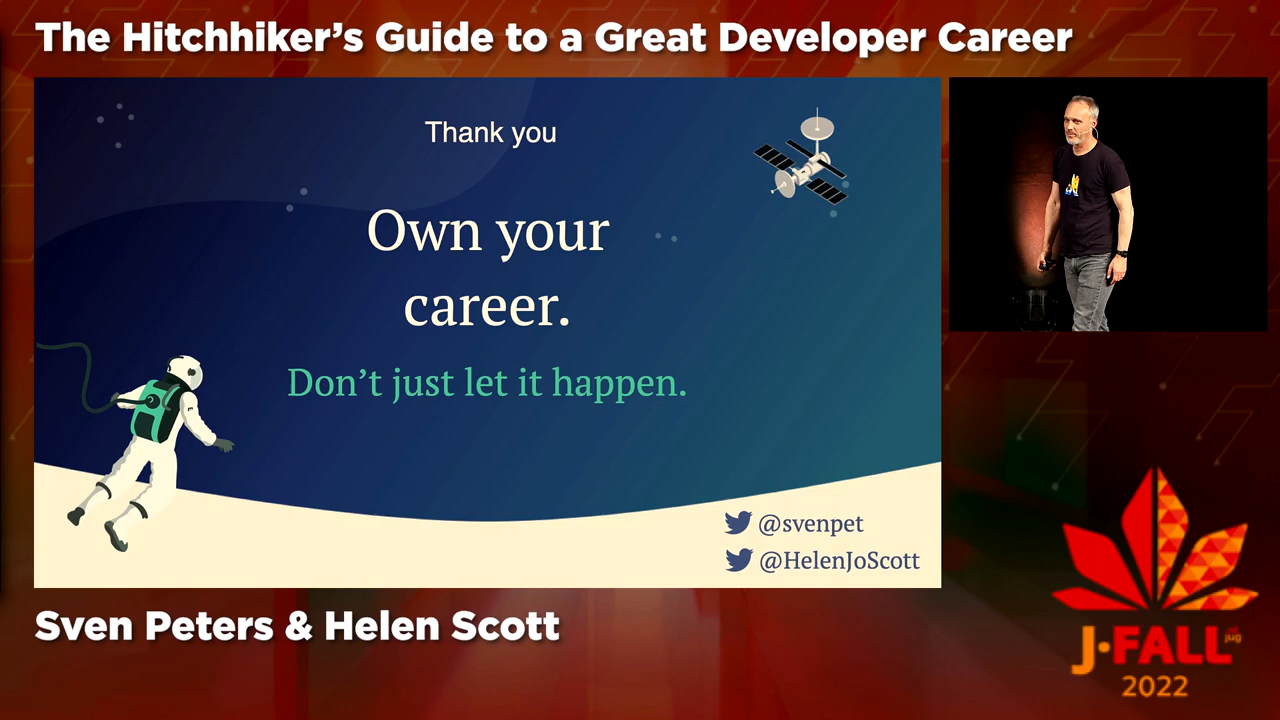 The Hitchhiker’s Guide to a Great Developer Career
Thank you
Own your
career.
Don’t just let it happen.
@svenpet
@HelenJoScott
Sven Peters & Helen Scott
J•FALL
jug
2022